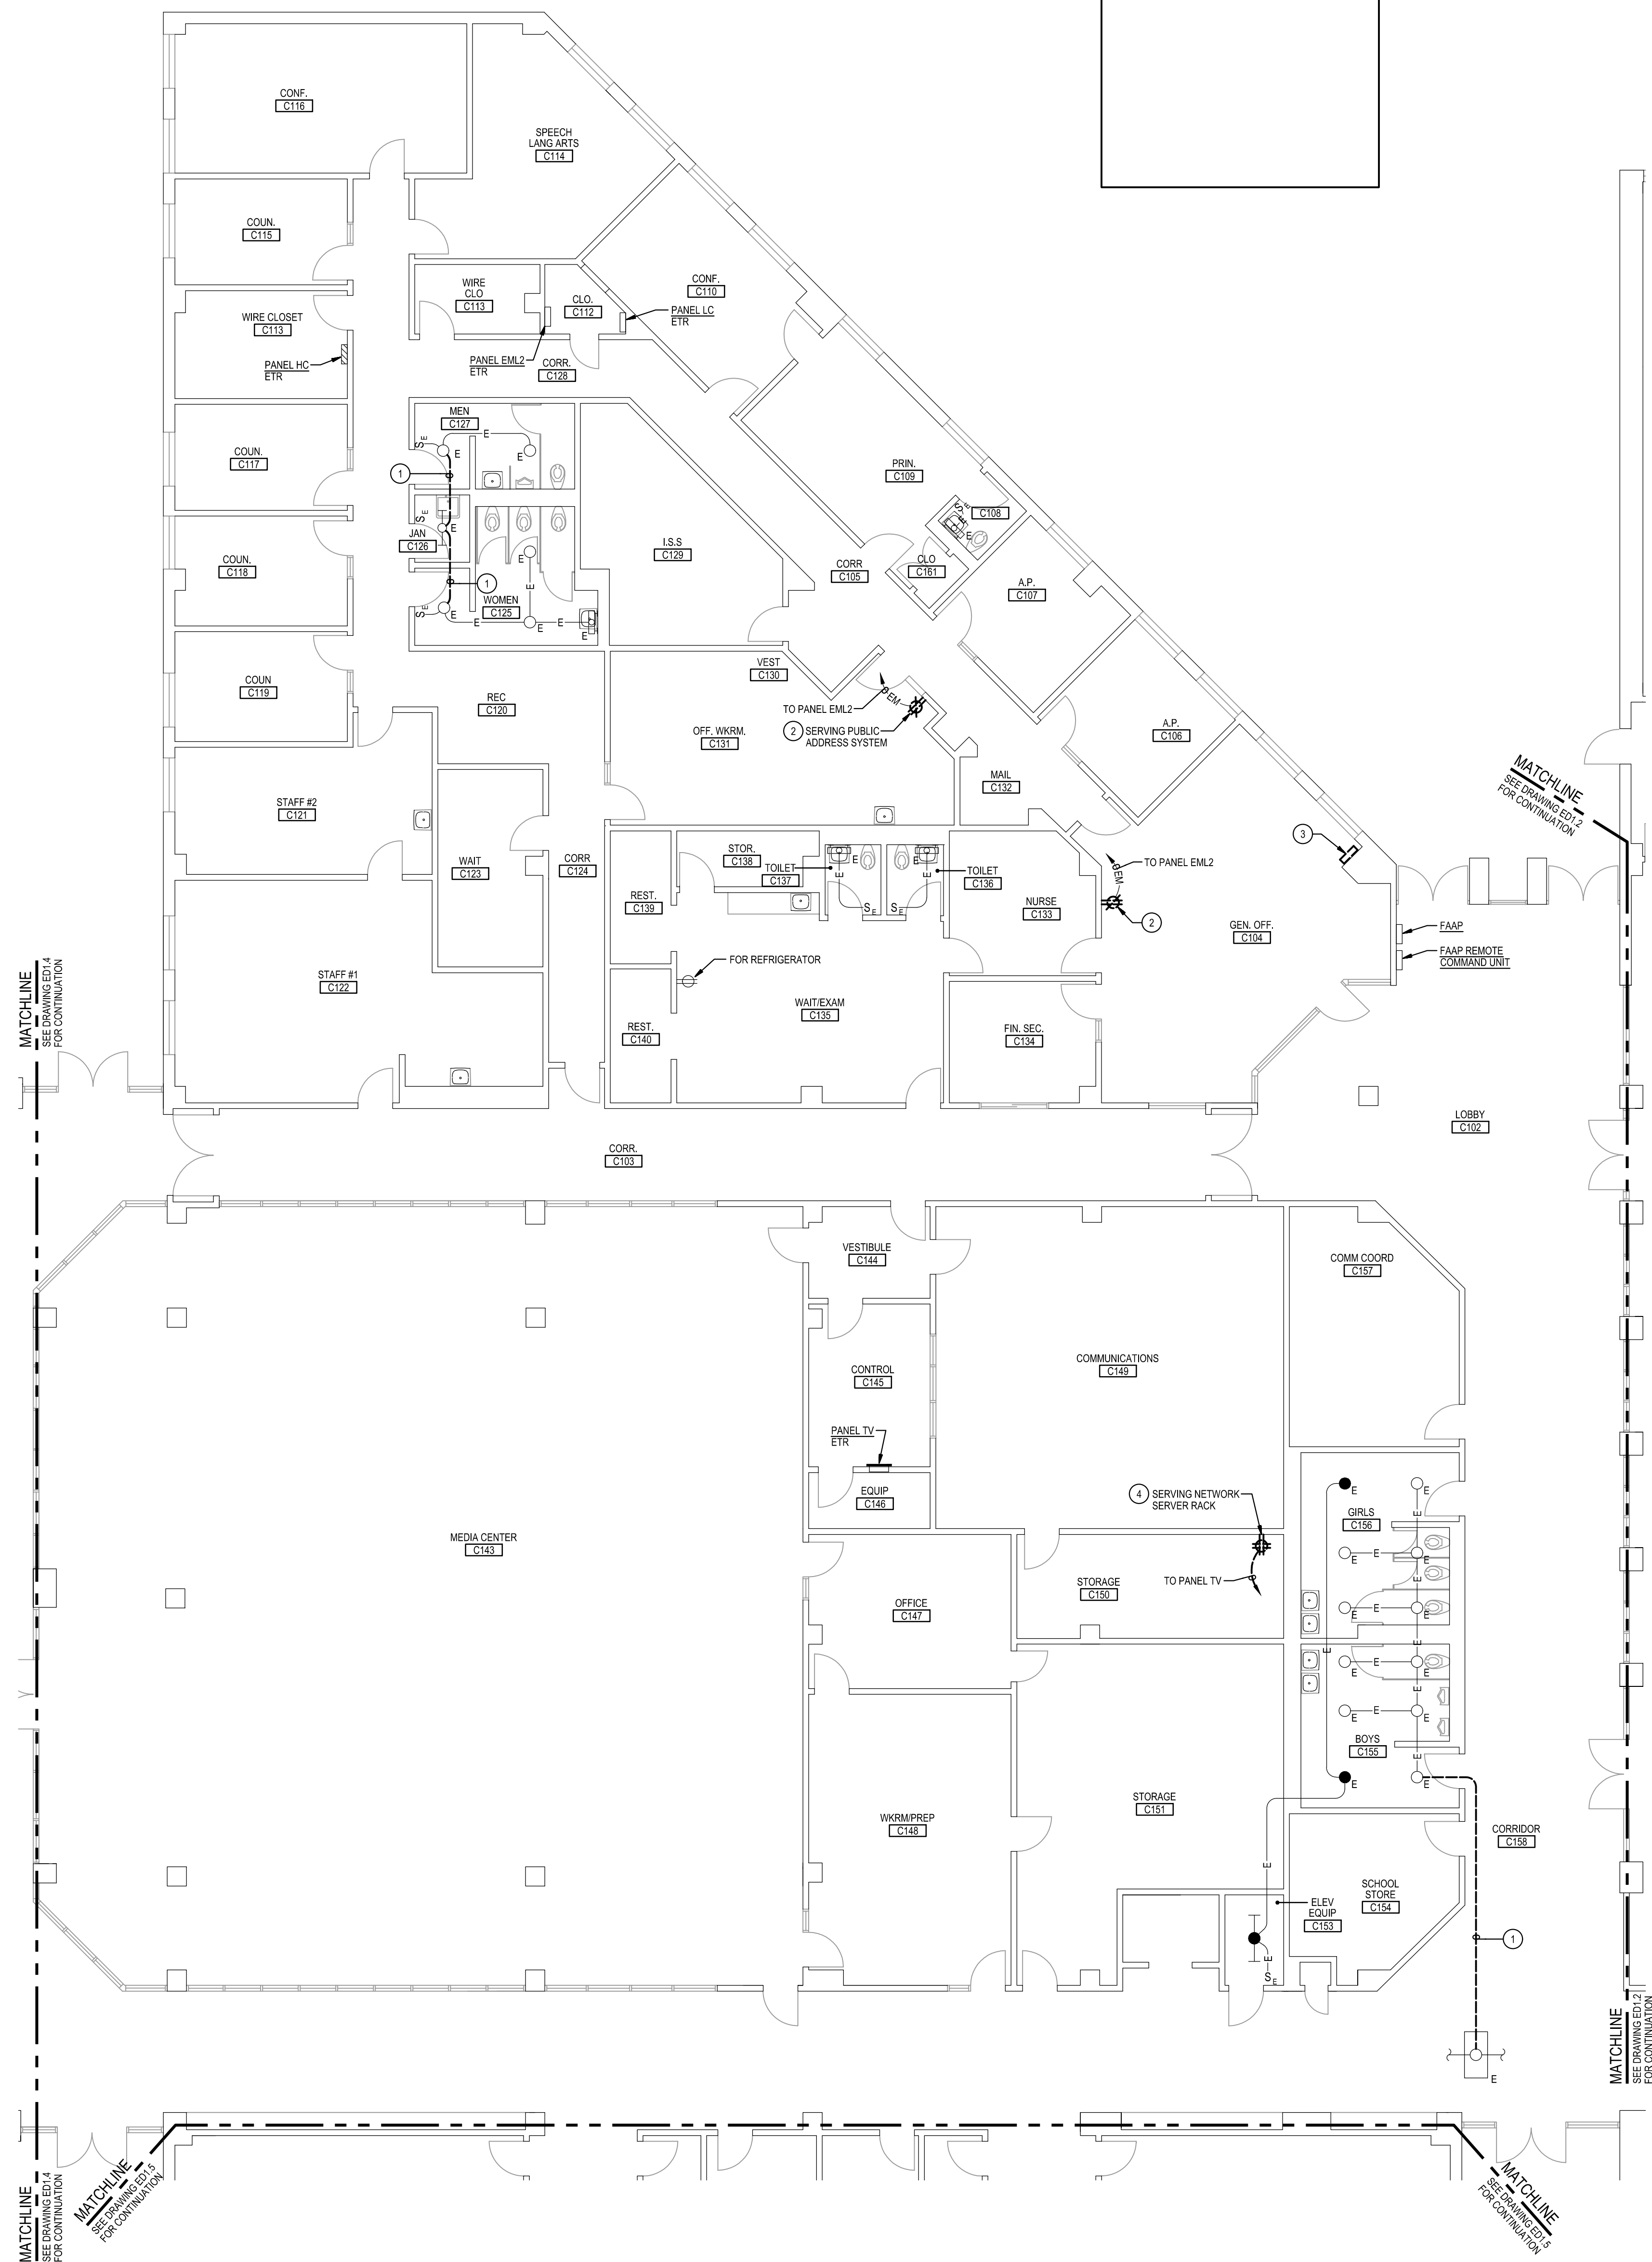 CONF.
C116
SPEECH
LANG ARTS
C114
COUN.
C115
WIRE
CLO
C113
CLO.
C112
CONF.
C110
PANEL LC
ETR
WIRE CLOSET
C113
PANEL HC
ETR
PANEL EML2
ETR
CORR.
C128
MEN
C127
E
S E
E
E
1
COUN.
C117
PRIN.
C109
S E
C108
E
S E
JAN
C126
E
I.S.S
C129
COUN.
C118
CORR
C105
CLO
C161
A.P.
C107
E
E
1
WOMEN
C125
S E
E
E
E
E
E
COUN
C119
VEST
C130
REC
C120
TO PANEL EML2
EM
2
SERVING PUBLIC
ADDRESS SYSTEM
OFF. WKRM.
C131
A.P.
C106
MAIL
C132
MATCHLINE
SEE DRAWING ED1.2
FOR CONTINUATION
STAFF #2
C121
3
WAIT
C123
CORR
C124
STOR.
C138
TOILET
C137
E
E
S E
E
E
S E
TOILET
C136
TO PANEL EML2
EM
2
REST.
C139
NURSE
C133
GEN. OFF.
C104
FAAP
FAAP REMOTE
COMMAND UNIT
MATCHLINE
SEE DRAWING ED1.4
FOR CONTINUATION
STAFF #1
C122
FOR REFRIGERATOR
WAIT/EXAM
C135
REST.
C140
FIN. SEC.
C134
LOBBY
C102
CORR.
C103
VESTIBULE
C144
COMM COORD
C157
COMMUNICATIONS
C149
CONTROL
C145
PANEL TV
ETR
EQUIP
C146
4
SERVING NETWORK
SERVER RACK
E
E
E
GIRLS
C156
MEDIA CENTER
C143
E
E
E
TO PANEL TV
STORAGE
C150
OFFICE
C147
E
E
E
E
E
E
E
E
E
E
E
E
BOYS
C155
E
E
E
STORAGE
C151
WKRM/PREP
C148
CORRIDOR
C158
E
SCHOOL
STORE
C154
ELEV
EQUIP
C153
1
E
S E
MATCHLINE
SEE DRAWING ED1.2
FOR CONTINUATION
E
MATCHLINE
SEE DRAWING ED1.4
FOR CONTINUATION
MATCHLINE
SEE DRAWING ED1.5
FOR CONTINUATION
MATCHLINE
SEE DRAWING ED1.5
FOR CONTINUATION